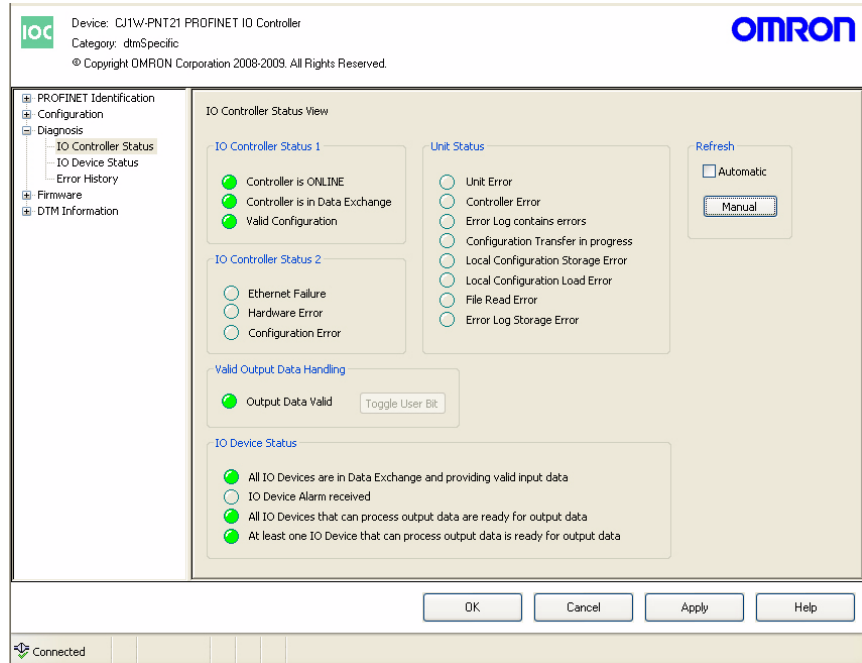 IOC
Device: CJ1W-PNT21 PROFINET IO Controller
Category: dtmSpecific
© Copyright OMRON Corporation 2008-2009. All Rights Reserved.
OMRON
PROFINET Identification
Configuration
Diagnosis
IO Controller Status
IO Device Status
Error History
Firmware
DTM Information
IO Controller Status View
IO Controller Status 1
Controller is ONLINE
Controller is in Data Exchange
Valid Configuration
IO Controller Status 2
Ethernet Failure
Hardware Error
Configuration Error
Unit Status
Unit Error
Controller Error
Error Log contains errors
Configuration Transfer in progress
Local Configuration Storage Error
Local Configuration Load Error
File Read Error
Error Log Storage Error
Refresh
Automatic
Manual
Valid Output Data Handling
Output Data Valid
Toggle User Bit
IO Device Status
All IO Devices are in Data Exchange and providing valid input data
IO Device Alarm received
All IO Devices that can process output data are ready for output data
At least one IO Device that can process output data is ready for output data
OK
Cancel
Apply
Help
Connected